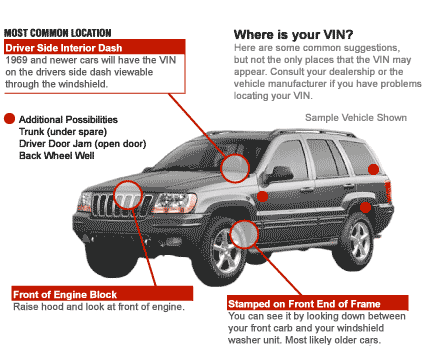 MOST COMMON LOCATION
Driver Side Interior Dash
1969 and newer cars will have the VIN
on the drivers side dash viewable
through the windshield.
Where is your VIN?
Here are some common suggestions,
but not the only places that the VIN may
appear. Consult your dealership or the
vehicle manufacturer if you have problems
locating your VIN.
Sample Vehicle Shown
Additional Possibilities
Trunk (under spare)
Driver Door Jam (open door)
Back Wheel Well
Front of Engine Block
Raise hood and look at front of engine.
Stamped on Front End of Frame
You can see it by looking down between
your front carb and your windshield
washer unit. Most likely older cars.